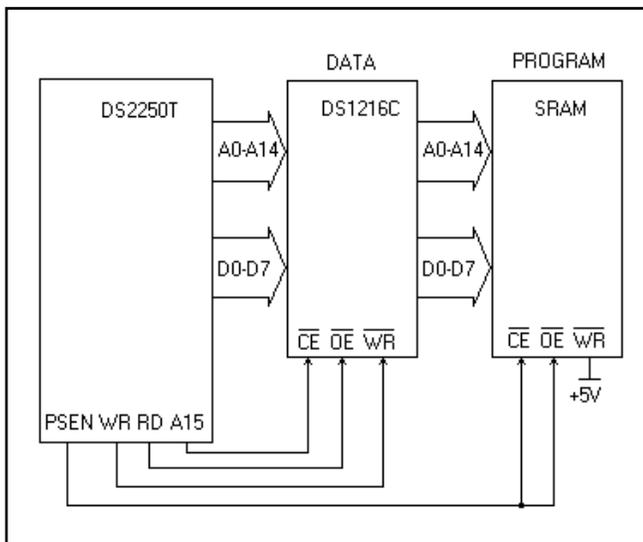 DATA PROGRAM
DS2250T DS1216C SRAM
A0-A14 A0-A14
D0-D7 D0-D7
CE OE WR CE OE WR
+5V
PSEN WR RD A15